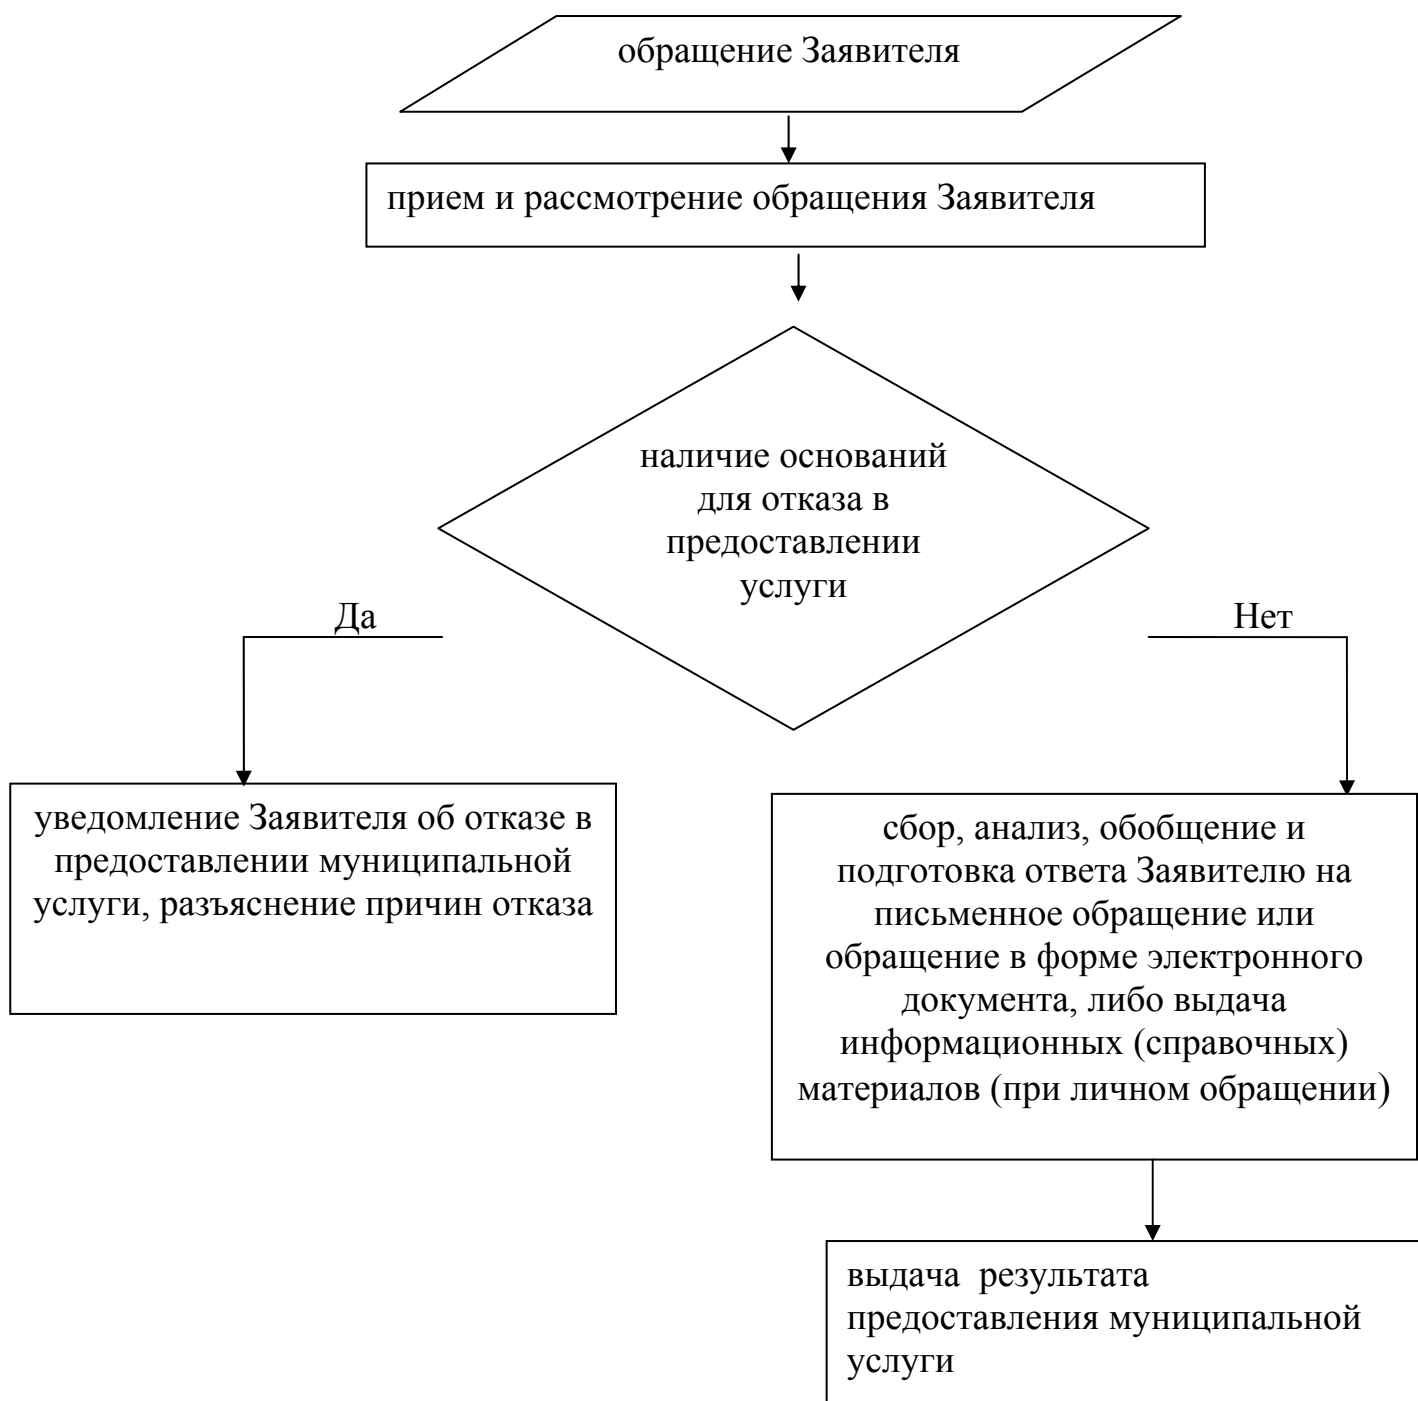 обращение Заявителя
прием и рассмотрение обращения Заявителя
наличие оснований
для отказа в
предоставлении
услуги
Да
Нет
уведомление Заявителя об отказе в
предоставлении муниципальной
услуги, разъяснение причин отказа
сбор, анализ, обобщение и
подготовка ответа Заявителю на
письменное обращение или
обращение в форме электронного
документа, либо выдача
информационных (справочных)
материалов (при личном обращении)
выдача  результата
предоставления муниципальной
услуги